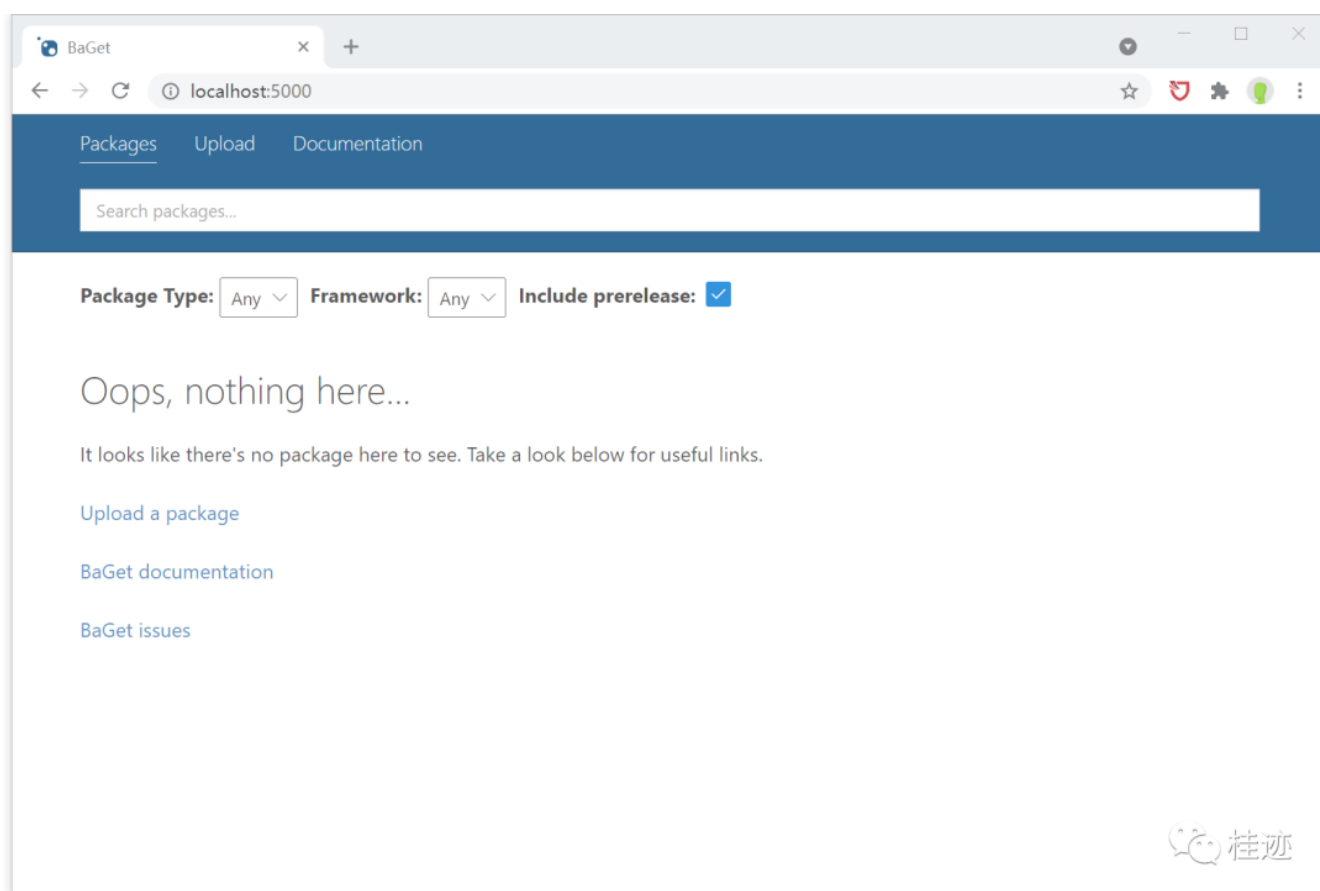 BaGet
localhost:5000
Packages Upload Documentation
Search packages...
Package Type: Any Framework: Any Include prerelease:
Oops, nothing here...
It looks like there's no package here to see. Take a look below for useful links.
Upload a package
BaGet documentation
BaGet issues
桂迹